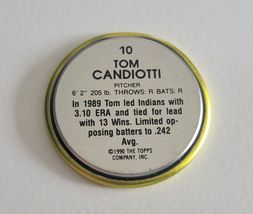 10
TOM
CANDIOTTI
PITCHER
6' 2" 205 lb. THROWS: R BATS: R
In 1989 Tom led Indians with
3.10 ERA and tied for lead
with 13 Wins. Limited op-
posing batters to .242
Avg.
©1990 THE TOPPS
COMPANY, INC.